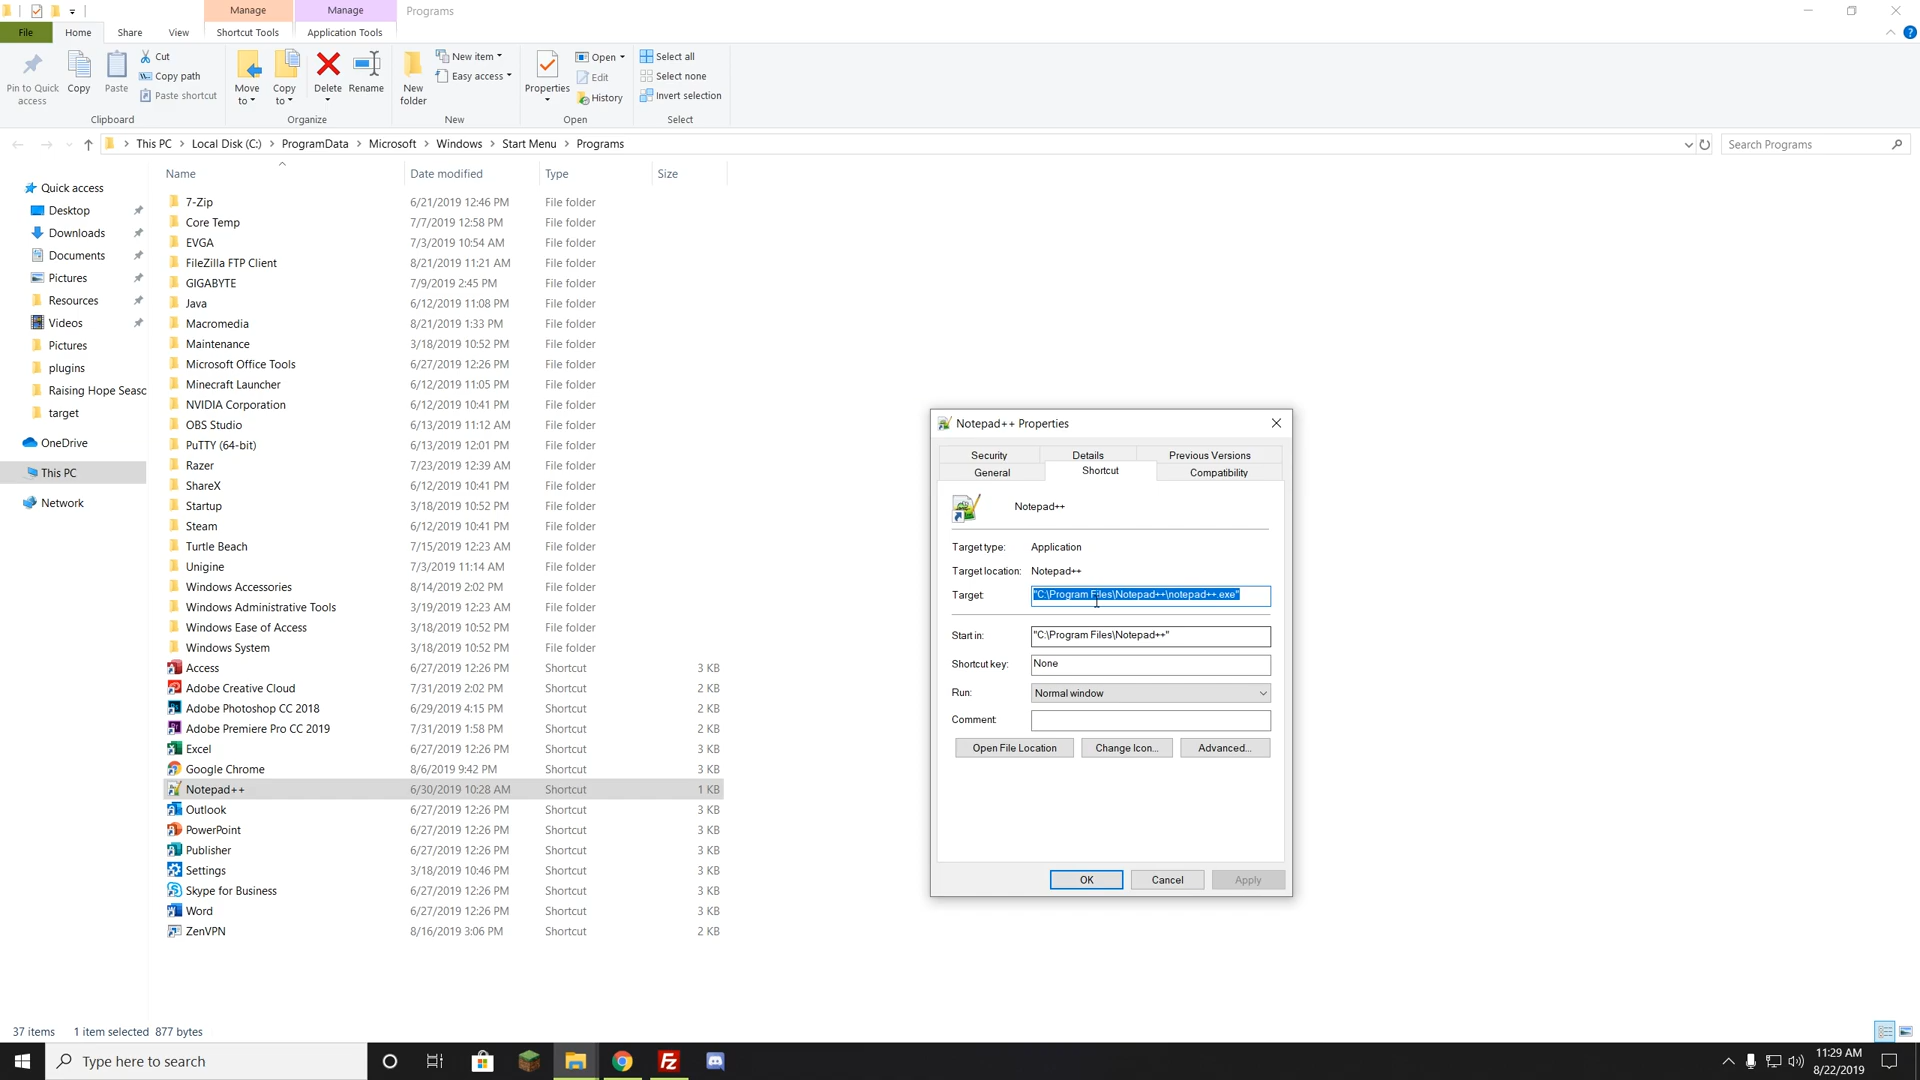 Manage Manage Programs
File Home Share View Shortcut Tools Application Tools
Pin to Quick access
Copy
Paste
Cut
Copy path
Paste shortcut
Clipboard
Move to
Copy to
Delete
Rename
Organize
New folder
New item
Easy access
New
Properties
Open
Edit
History
Open
Select all
Select none
Invert selection
Select
This PC > Local Disk (C:) > ProgramData > Microsoft > Windows > Start Menu > Programs
Search Programs
Quick access
Desktop
Downloads
Documents
Pictures
Resources
Videos
Pictures
plugins
Raising Hope Seasc
target
OneDrive
This PC
Network
Name Date modified Type Size
7-Zip 6/21/2019 12:46 PM File folder
Core Temp 7/7/2019 12:58 PM File folder
EVGA 7/3/2019 10:54 AM File folder
FileZilla FTP Client 8/21/2019 11:21 AM File folder
GIGABYTE 7/9/2019 2:45 PM File folder
Java 6/12/2019 11:08 PM File folder
Macromedia 8/21/2019 1:33 PM File folder
Maintenance 3/18/2019 10:52 PM File folder
Microsoft Office Tools 6/27/2019 12:26 PM File folder
Minecraft Launcher 6/12/2019 11:05 PM File folder
NVIDIA Corporation 6/12/2019 10:41 PM File folder
OBS Studio 6/13/2019 11:12 AM File folder
PuTTY (64-bit) 6/13/2019 12:01 PM File folder
Razer 7/23/2019 12:39 AM File folder
ShareX 6/12/2019 10:41 PM File folder
Startup 3/18/2019 10:52 PM File folder
Steam 6/12/2019 10:41 PM File folder
Turtle Beach 7/15/2019 12:23 AM File folder
Unigine 7/3/2019 11:14 AM File folder
Windows Accessories 8/14/2019 2:02 PM File folder
Windows Administrative Tools 3/19/2019 12:23 AM File folder
Windows Ease of Access 3/18/2019 10:52 PM File folder
Windows System 3/18/2019 10:52 PM File folder
Access 6/27/2019 12:26 PM Shortcut 3 KB
Adobe Creative Cloud 7/31/2019 2:02 PM Shortcut 2 KB
Adobe Photoshop CC 2018 6/29/2019 4:15 PM Shortcut 2 KB
Adobe Premiere Pro CC 2019 7/31/2019 1:58 PM Shortcut 2 KB
Excel 6/27/2019 12:26 PM Shortcut 3 KB
Google Chrome 8/6/2019 9:42 PM Shortcut 3 KB
Notepad++ 6/30/2019 10:28 AM Shortcut 1 KB
Outlook 6/27/2019 12:26 PM Shortcut 3 KB
PowerPoint 6/27/2019 12:26 PM Shortcut 3 KB
Publisher 6/27/2019 12:26 PM Shortcut 3 KB
Settings 3/18/2019 10:46 PM Shortcut 3 KB
Skype for Business 6/27/2019 12:26 PM Shortcut 3 KB
Word 6/27/2019 12:26 PM Shortcut 3 KB
ZenVPN 8/16/2019 3:06 PM Shortcut 2 KB
Notepad++ Properties
Security Details Previous Versions
General Shortcut Compatibility
Notepad++
Target type: Application
Target location: Notepad++
Target: "C:\Program Files\Notepad++\notepad++.exe"
Start in: "C:\Program Files\Notepad++"
Shortcut key: None
Run: Normal window
Comment:
Open File Location Change Icon... Advanced...
OK Cancel Apply
37 items 1 item selected 877 bytes
Type here to search
11:29 AM
8/22/2019